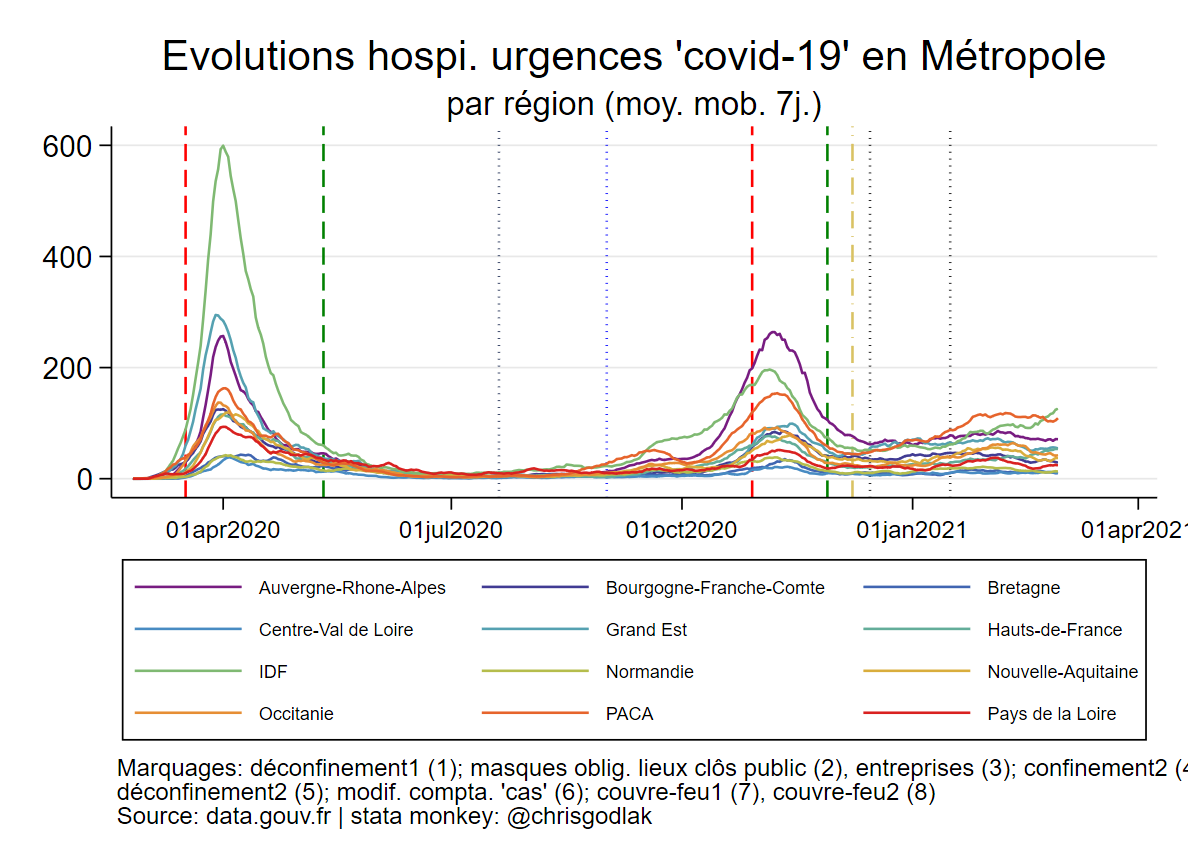 Evolutions hospi. urgences 'covid-19' en Métropole
par région (moy. mob. 7j.)
600
400
200
0
01apr2020 01jul2020 01oct2020 01jan2021 01apr2021
Auvergne-Rhone-Alpes Bourgogne-Franche-Comte Bretagne
Centre-Val de Loire Grand Est Hauts-de-France
IDF Normandie Nouvelle-Aquitaine
Occitanie PACA Pays de la Loire
Marquages: déconfinement1 (1); masques oblig. lieux clôs public (2), entreprises (3); confinement2 (4
déconfinement2 (5); modif. compta. 'cas' (6); couvre-feu1 (7), couvre-feu2 (8)
Source: data.gouv.fr | stata monkey: @chrisgodlak